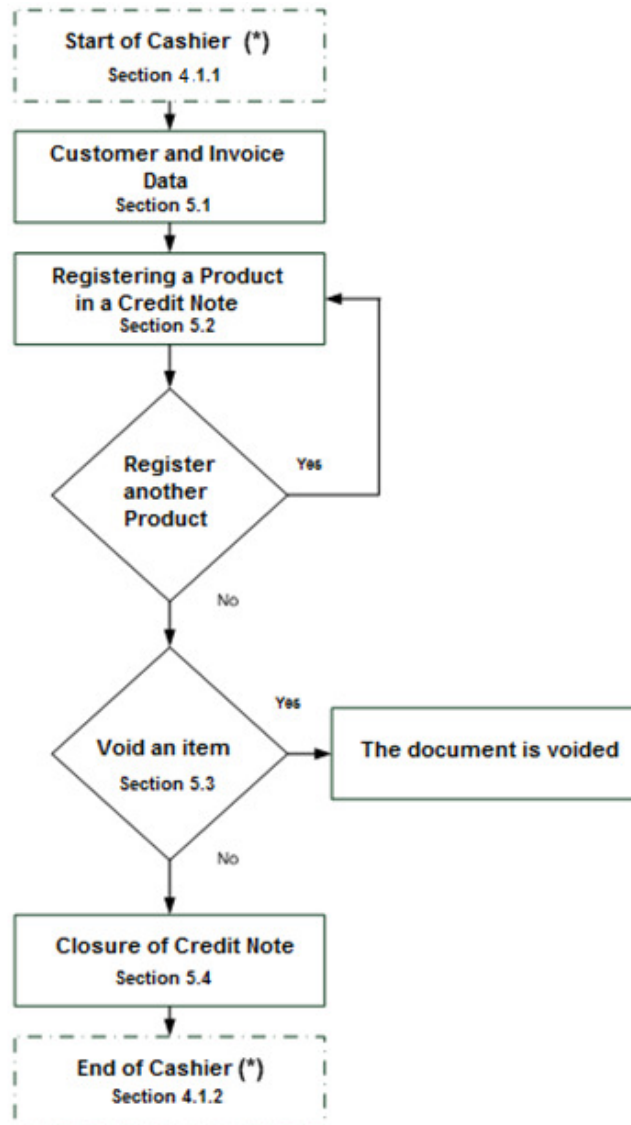 Start of Cashier (*)
Section 4.1.1
Customer and Invoice
Data
Section 5.1
Registering a Product
in a Credit Note
Section 5.2
Register
another
Product
Yes
No
Void an item
Section 5.3
Yes
The document is voided
No
Closure of Credit Note
Section 5.4
End of Cashier (*)
Section 4.1.2